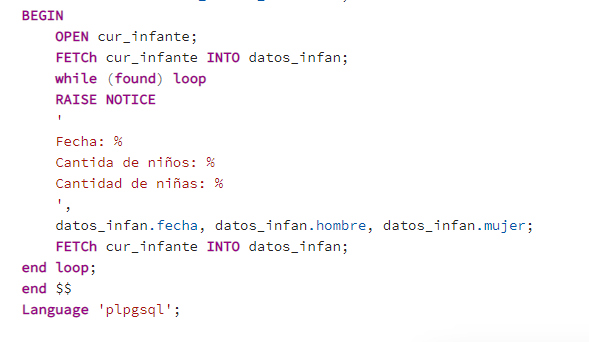 BEGIN
OPEN cur_infante;
FETCh cur_infante INTO datos_infan;
while (found) loop
RAISE NOTICE
'
Fecha: %
Cantida de niños: %
Cantidad de niñas: %
',
datos_infan.fecha, datos_infan.hombre, datos_infan.mujer;
FETCh cur_infante INTO datos_infan;
end loop;
end $$
Language 'plpgsql';